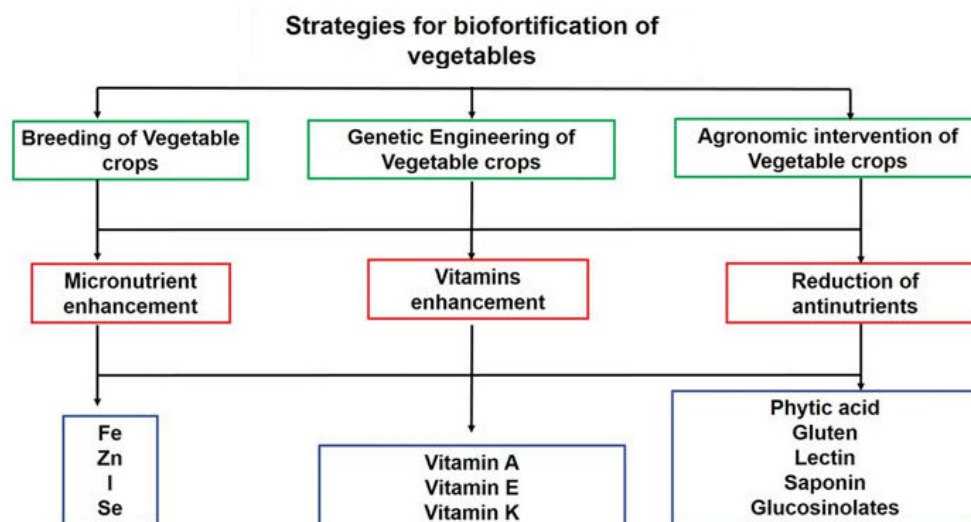 Strategies for biofortification of
vegetables
Breeding of Vegetable
crops
Genetic Engineering of
Vegetable crops
Agronomic intervention of
Vegetable crops
Micronutrient
enhancement
Vitamins
enhancement
Reduction of
antinutrients
Fe
Zn
I
Se
Vitamin A
Vitamin E
Vitamin K
Phytic acid
Gluten
Lectin
Saponin
Glucosinolates